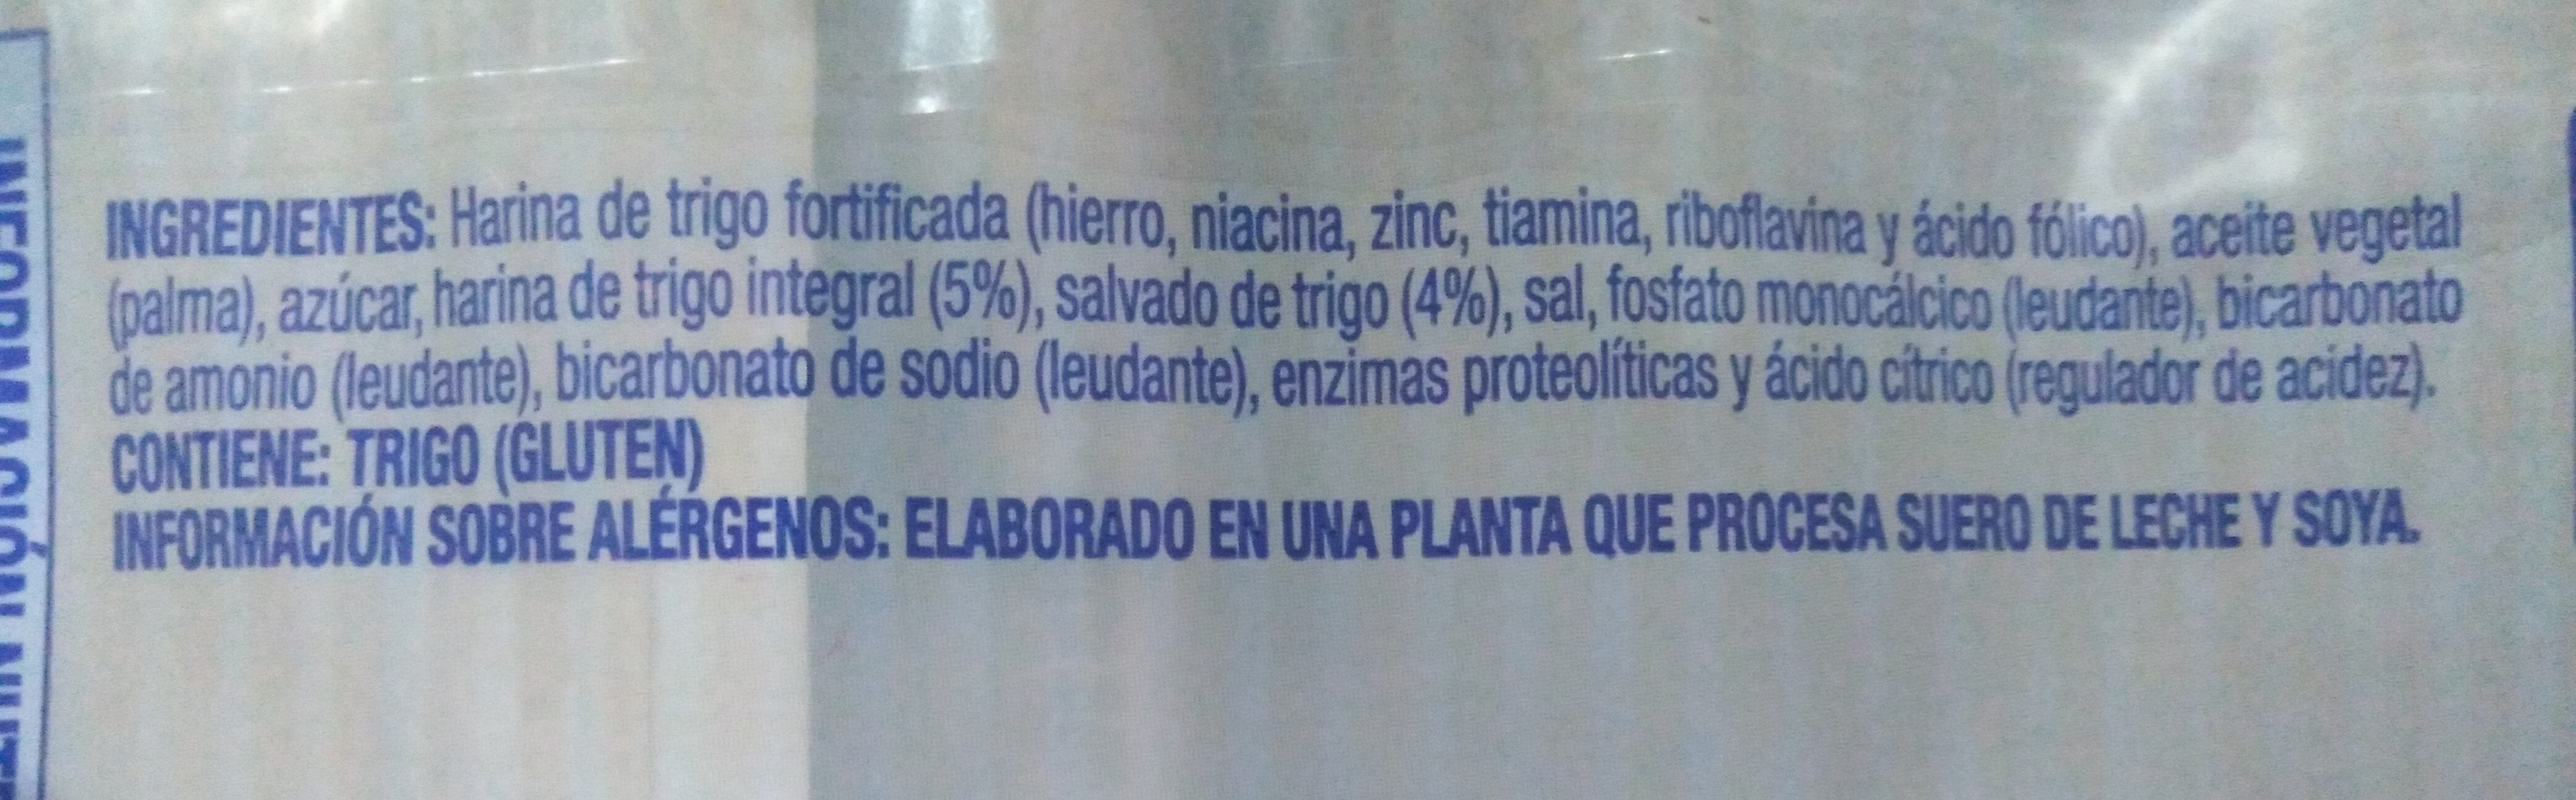 INGREDIENTES: Harina de trigo fortificada (hierro, niacina, zinc, tiamina, riboflavina y ácido fólico), aceite vegetal
(palma), azúcar, harina de trigo integral (5%), salvado de trigo (4%), sal, fosfato monocálcico (leudante), bicarbonato
de amonio (leudante), bicarbonato de sodio (leudante), enzimas proteolíticas y ácido cítrico (regulador de acidez).
CONTIENE: TRIGO (GLUTEN)
INFORMACIÓN SOBRE ALÉRGENOS: ELABORADO EN UNA PLANTA QUE PROCESA SUERO DE LECHE Y SOYA.
INFORMACIÓN